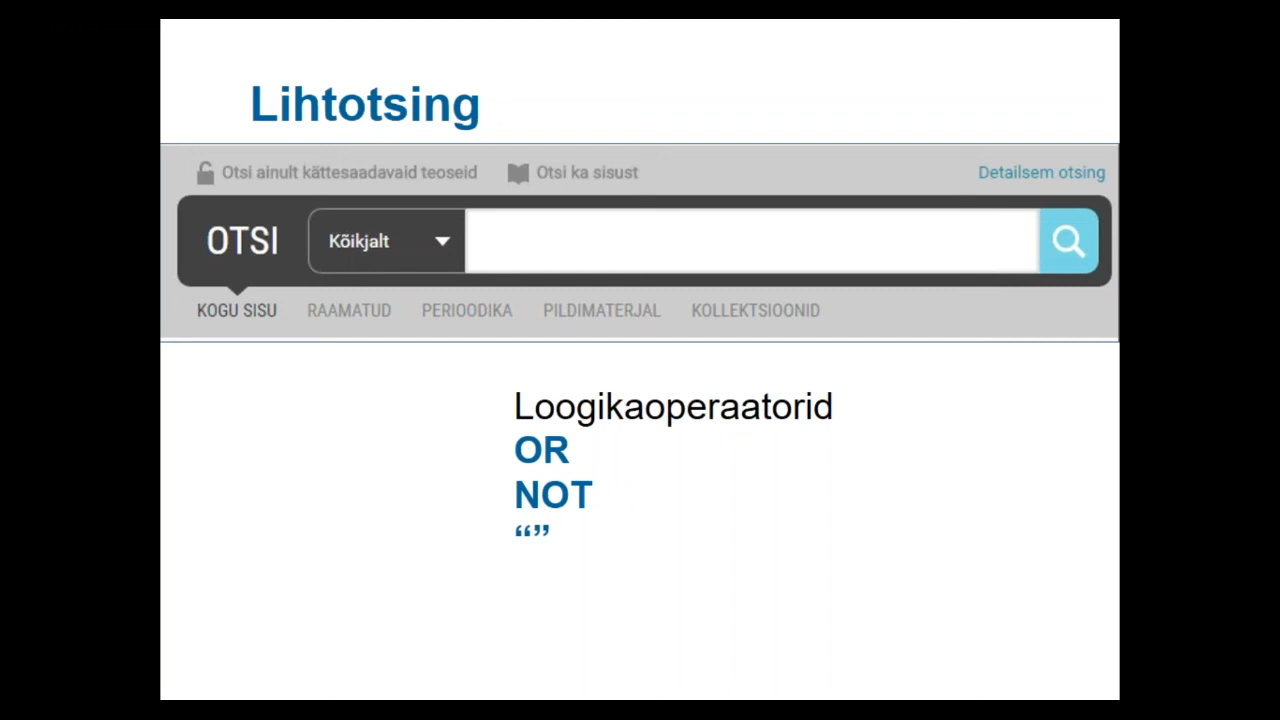 Lihtotsing
Otsi ainult kättesaadavaid teoseid Otsi ka sisust Detailsem otsing
OTSI Kõikjalt
KOGU SISU RAAMATUD PERIOODIKA PILDIMATERJAL KOLLEKTSIOONID
Loogikaoperaatorid
OR
NOT
“”